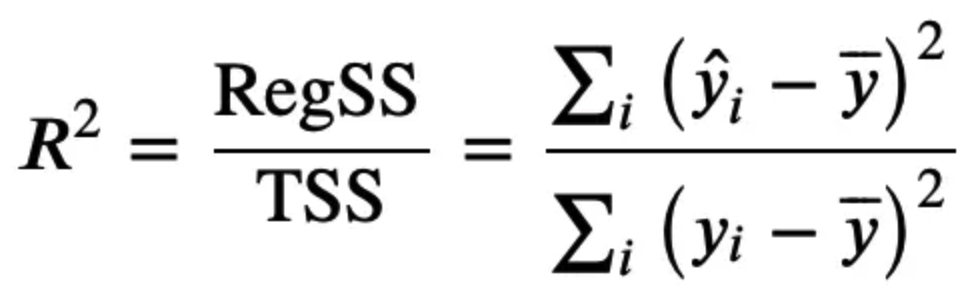 R² = RegSS / TSS = ∑ᵢ (ŷᵢ − ȳ)² / ∑ᵢ (yᵢ − ȳ)²